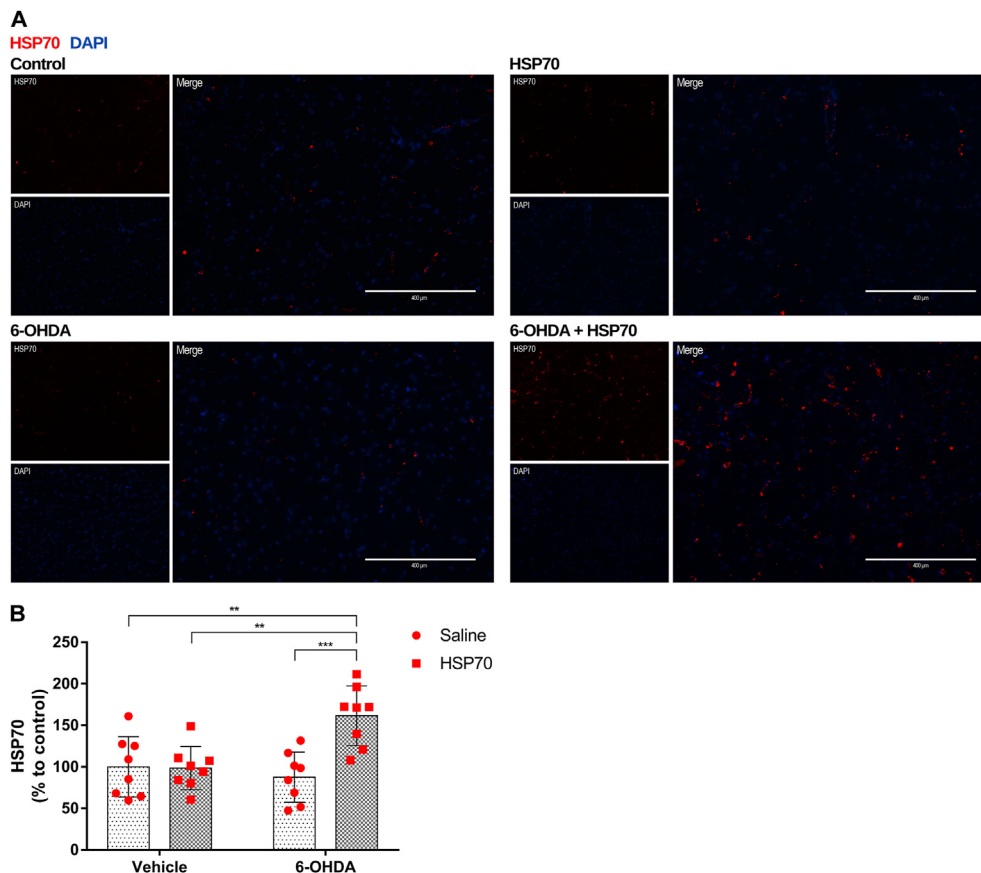 A
HSP70 DAPI
Control
HSP70
HSP70
Merge
HSP70
Merge
DAPI
DAPI
400 µm
400 µm
6-OHDA
6-OHDA + HSP70
HSP70
Merge
HSP70
Merge
DAPI
DAPI
400 µm
400 µm
B
**
**
***
Saline
HSP70
HSP70
(% to control)
250
200
150
100
50
0
Vehicle
6-OHDA